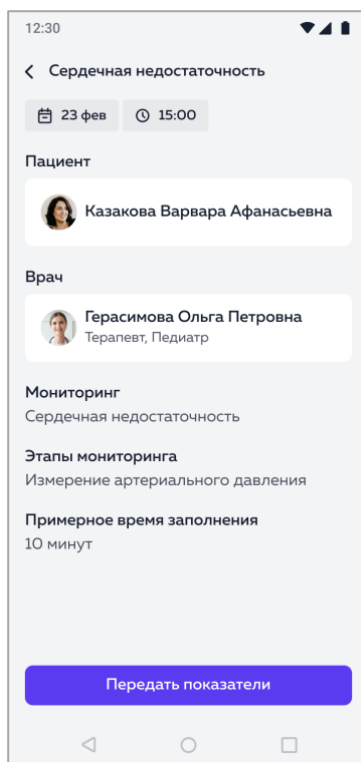 12:30
Сердечная недостаточность
23 фев 15:00
Пациент
Казакова Варвара Афанасьевна
Врач
Герасимова Ольга Петровна
Терапевт, Педиатр
Мониторинг
Сердечная недостаточность
Этапы мониторинга
Измерение артериального давления
Примерное время заполнения
10 минут
Передать показатели